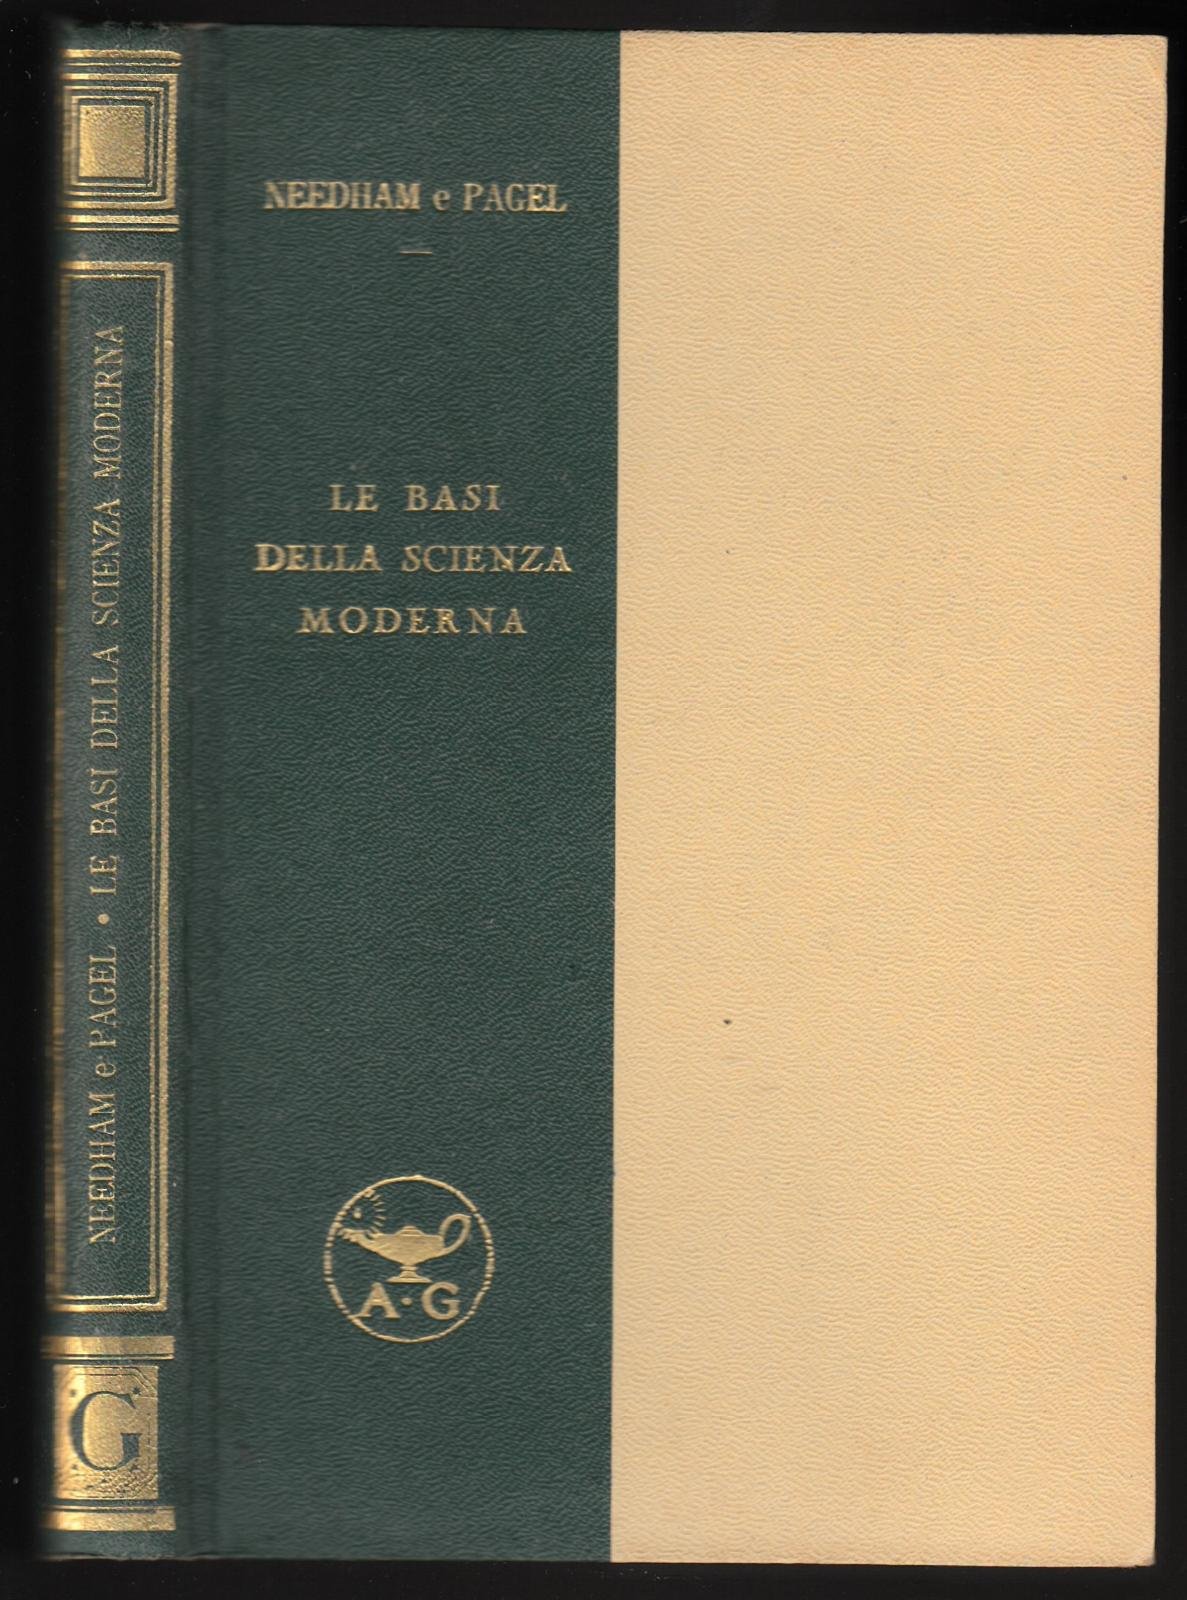 NEEDHAM e PAGEL • LE BASI DELLA SCIENZA MODERNA
G
NEEDHAM e PAGEL
—
LE BASI
DELLA SCIENZA
MODERNA
A·G